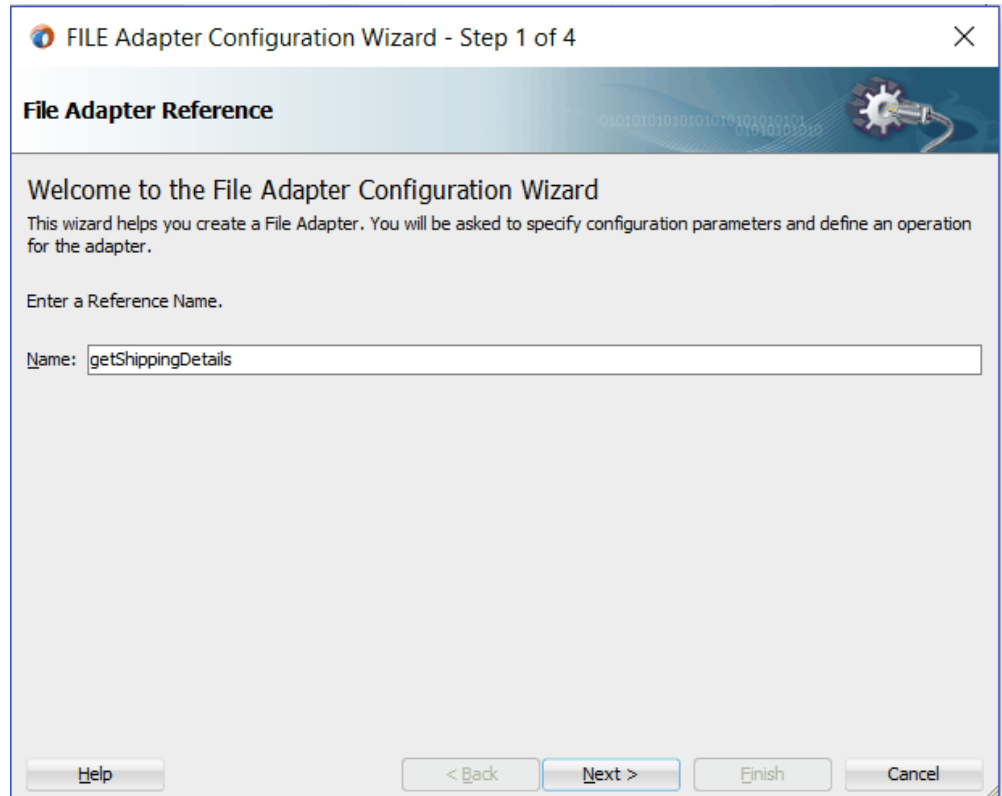 FILE Adapter Configuration Wizard - Step 1 of 4
File Adapter Reference
Welcome to the File Adapter Configuration Wizard
This wizard helps you create a File Adapter. You will be asked to specify configuration parameters and define an operation
for the adapter.
Enter a Reference Name.
Name: getShippingDetails
Help < Back Next > Finish Cancel